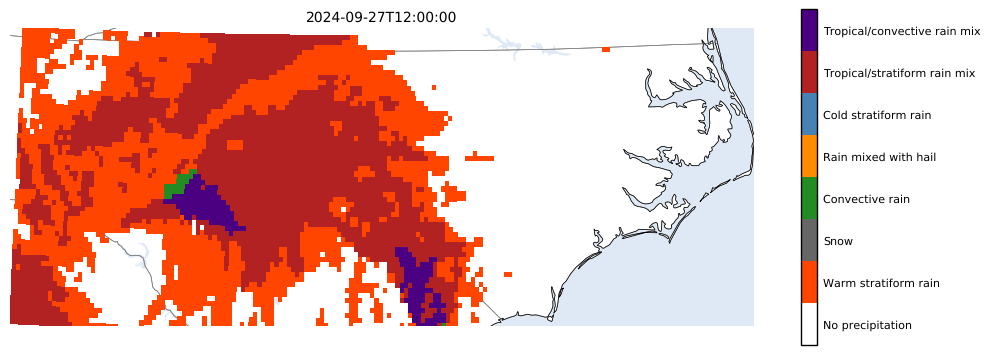 2024-09-27T12:00:00
Tropical/convective rain mix
Tropical/stratiform rain mix
Cold stratiform rain
Rain mixed with hail
Convective rain
Snow
Warm stratiform rain
No precipitation